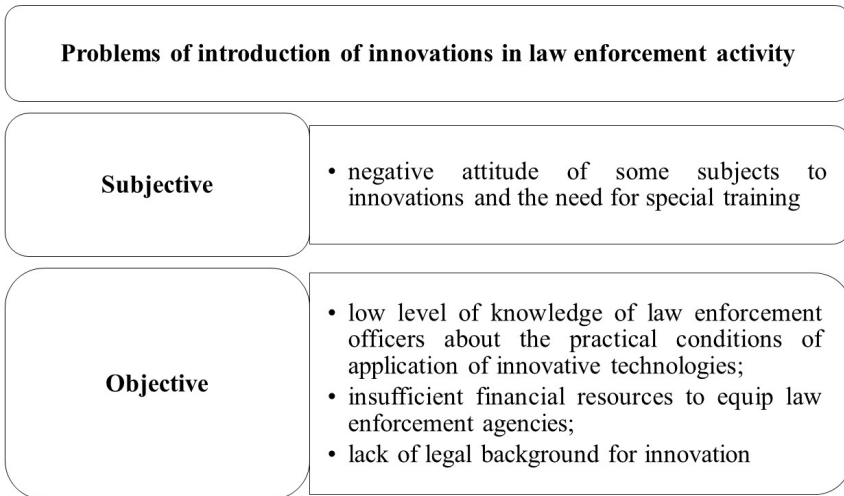 Problems of introduction of innovations in law enforcement activity
Subjective
• negative attitude of some subjects to
innovations and the need for special training
Objective
• low level of knowledge of law enforcement
officers about the practical conditions of
application of innovative technologies;
• insufficient financial resources to equip law
enforcement agencies;
• lack of legal background for innovation